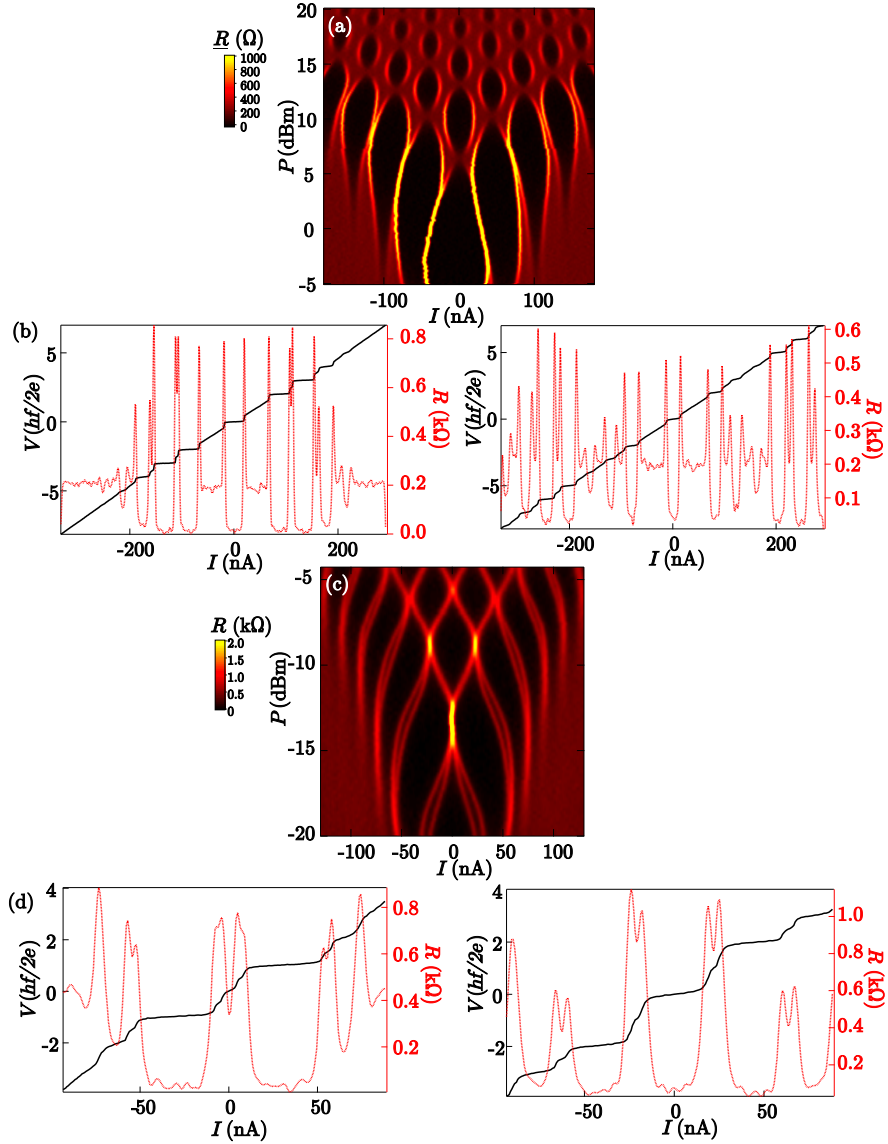 (a)
R (Ω)
1000
800
600
400
200
0
20
15
10
5
0
-5
P (dBm)
-100 0 100
I (nA)
(b)
5
0
-5
V(hf/2e)
-200 0 200
I (nA)
0.8
0.6
0.4
0.2
0.0
R (kΩ)
5
0
-5
V(hf/2e)
-200 0 200
I (nA)
0.6
0.5
0.4
0.3
0.2
0.1
R (kΩ)
(c)
R (kΩ)
2.0
1.5
1.0
0.5
0
-5
-10
-15
-20
P (dBm)
-100 -50 0 50 100
I (nA)
(d)
4
2
0
-2
V(hf/2e)
-50 0 50
I (nA)
0.8
0.6
0.4
0.2
R (kΩ)
4
2
0
-2
V(hf/2e)
-50 0 50
I (nA)
1.0
0.8
0.6
0.4
0.2
R (kΩ)